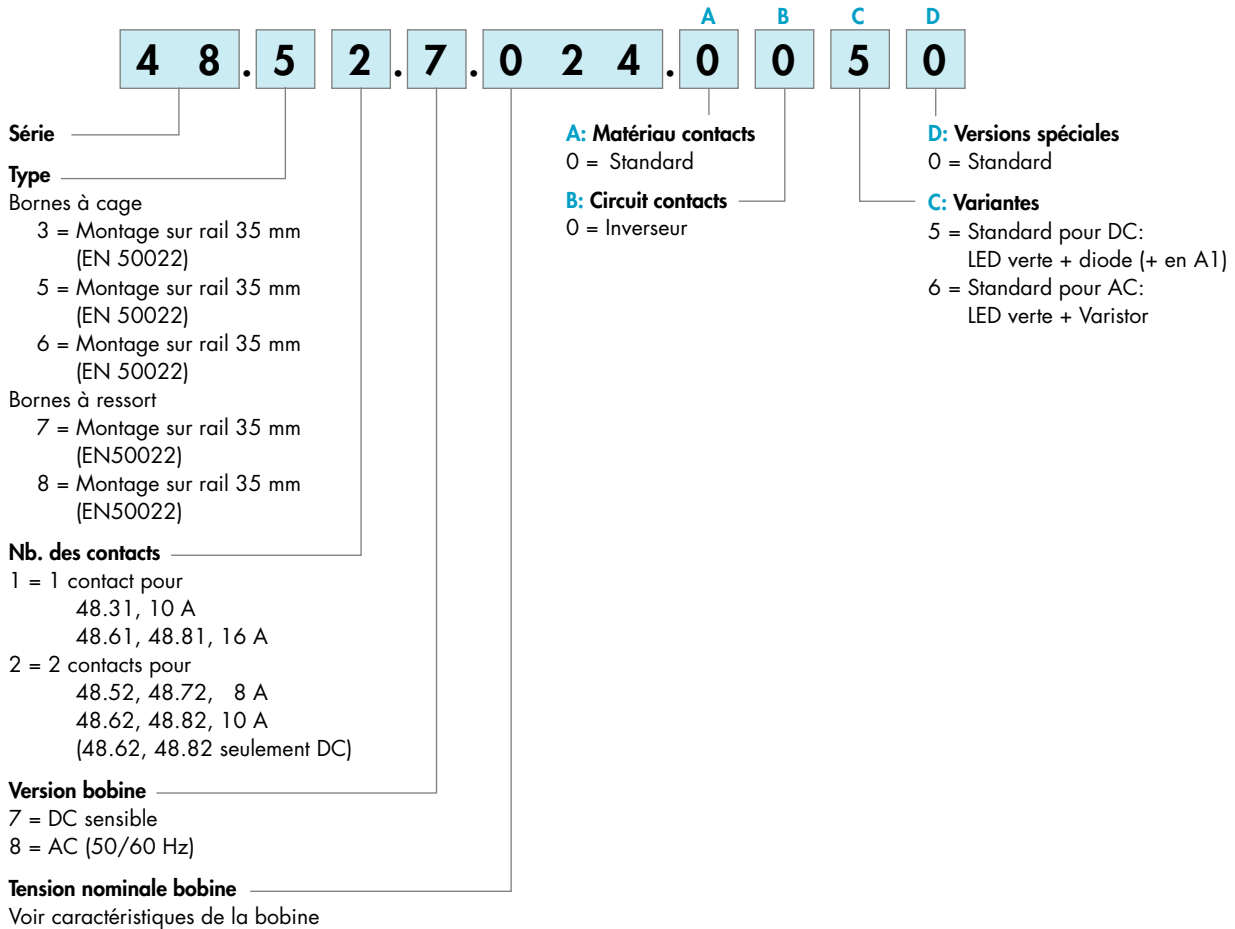 A B C D
4 8 . 5 2 . 7 . 0 2 4 . 0 0 5 0
Série
Type
Bornes à cage
3 = Montage sur rail 35 mm
(EN 50022)
5 = Montage sur rail 35 mm
(EN 50022)
6 = Montage sur rail 35 mm
(EN 50022)
Bornes à ressort
7 = Montage sur rail 35 mm
(EN50022)
8 = Montage sur rail 35 mm
(EN50022)
Nb. des contacts
1 = 1 contact pour
48.31, 10 A
48.61, 48.81, 16 A
2 = 2 contacts pour
48.52, 48.72, 8 A
48.62, 48.82, 10 A
(48.62, 48.82 seulement DC)
Version bobine
7 = DC sensible
8 = AC (50/60 Hz)
Tension nominale bobine
Voir caractéristiques de la bobine
A: Matériau contacts
0 = Standard
B: Circuit contacts
0 = Inverseur
D: Versions spéciales
0 = Standard
C: Variantes
5 = Standard pour DC:
LED verte + diode (+ en A1)
6 = Standard pour AC:
LED verte + Varistor